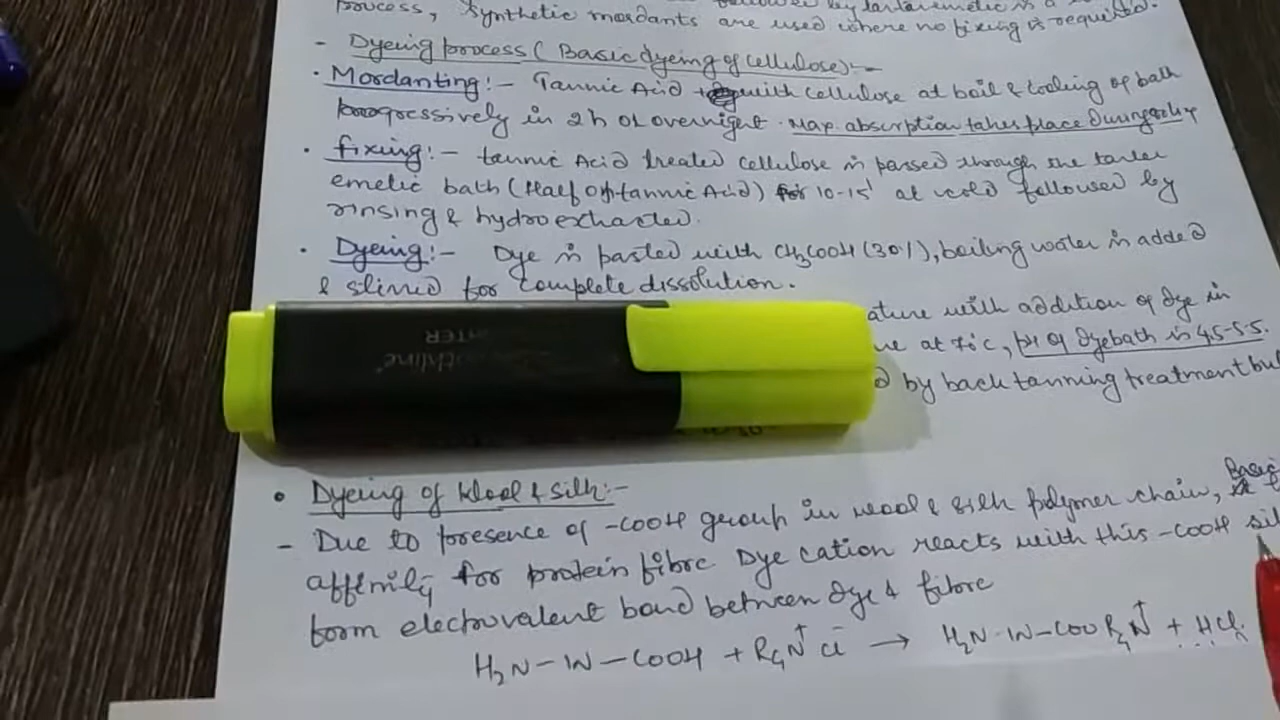 process, synthetic mordants are used where no fixing is required.
- Dyeing process (Basic dyeing of cellulose):-
· Mordanting:- Tannic Acid + with cellulose at boil & cooling of bath
progressively in 2h or overnight. Max absorption takes place during
· fixing:- tannic Acid treated cellulose is passed through the tarter
emetic bath (Half of tannic Acid) for 10-15' at cold followed by
rinsing & hydroextracted.
· Dyeing:- Dye is pasted with CH3COOH (30%), boiling water is added
& stirred for complete dissolution.
ature with addition of dye in
at 70°c, pH of dyebath is 4.5-5.5.
by back tanning treatment but
• Dyeing of Wool & Silk:-
- Due to presence of -COOH group in wool & silk polymer chain, Basic
affinity for protein fibre Dye cation reacts with this -COOH
form electrovalent bond between dye & fibre
H2N-W-COOH + R4N+ Cl- → H2N-W-COO R4N+ + HCl